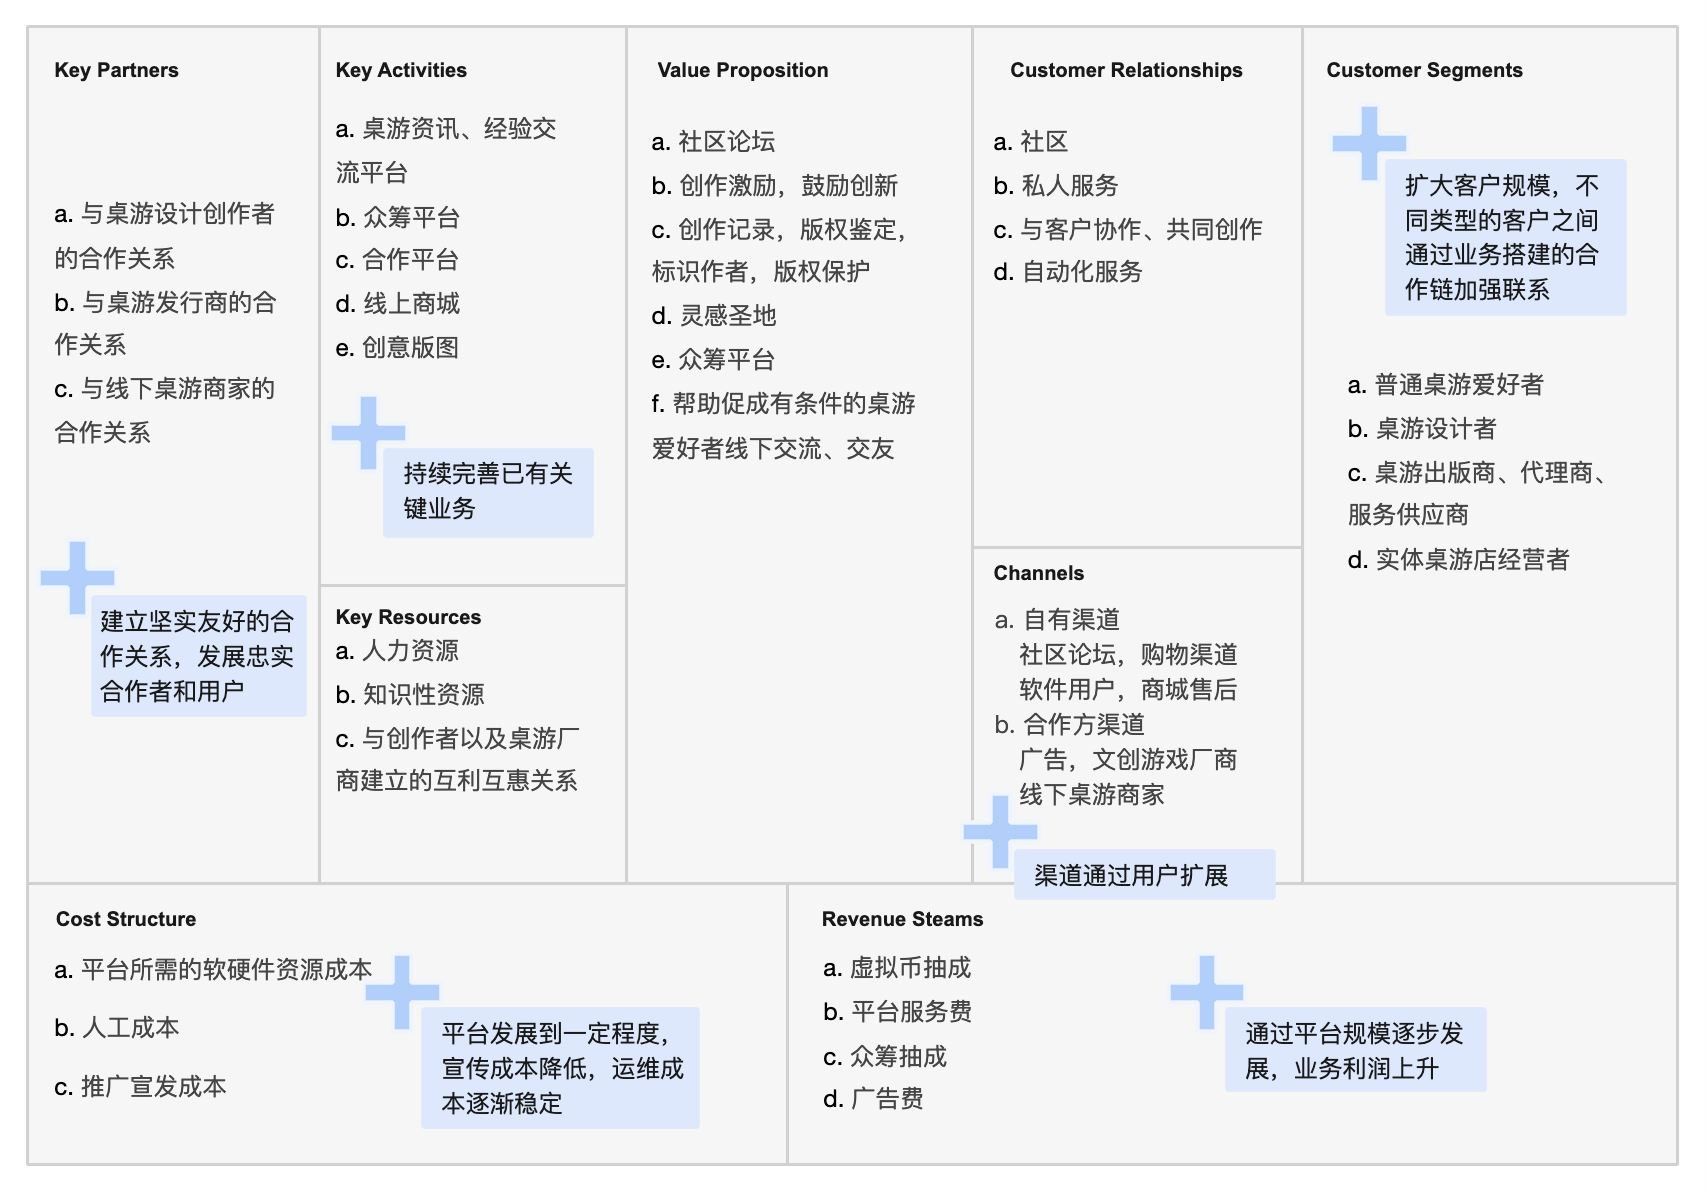 Key Partners
a. 与桌游设计创作者
的合作关系
b. 与桌游发行商的合
作关系
c. 与线下桌游商家的
合作关系
建立坚实友好的合
作关系，发展忠实
合作者和用户
Key Activities
a. 桌游资讯、经验交
流平台
b. 众筹平台
c. 合作平台
d. 线上商城
e. 创意版图
持续完善已有关
键业务
Key Resources
a. 人力资源
b. 知识性资源
c. 与创作者以及桌游厂
商建立的互利互惠关系
Value Proposition
a. 社区论坛
b. 创作激励，鼓励创新
c. 创作记录，版权鉴定，
标识作者，版权保护
d. 灵感圣地
e. 众筹平台
f. 帮助促成有条件的桌游
爱好者线下交流、交友
Customer Relationships
a. 社区
b. 私人服务
c. 与客户协作、共同创作
d. 自动化服务
Channels
a. 自有渠道
社区论坛，购物渠道
软件用户，商城售后
b. 合作方渠道
广告，文创游戏厂商
线下桌游商家
渠道通过用户扩展
Customer Segments
扩大客户规模，不
同类型的客户之间
通过业务搭建的合
作链加强联系
a. 普通桌游爱好者
b. 桌游设计者
c. 桌游出版商、代理商、
服务供应商
d. 实体桌游店经营者
Cost Structure
a. 平台所需的软硬件资源成本
b. 人工成本
c. 推广宣发成本
平台发展到一定程度，
宣传成本降低，运维成
本逐渐稳定
Revenue Steams
a. 虚拟币抽成
b. 平台服务费
c. 众筹抽成
d. 广告费
通过平台规模逐步发
展，业务利润上升